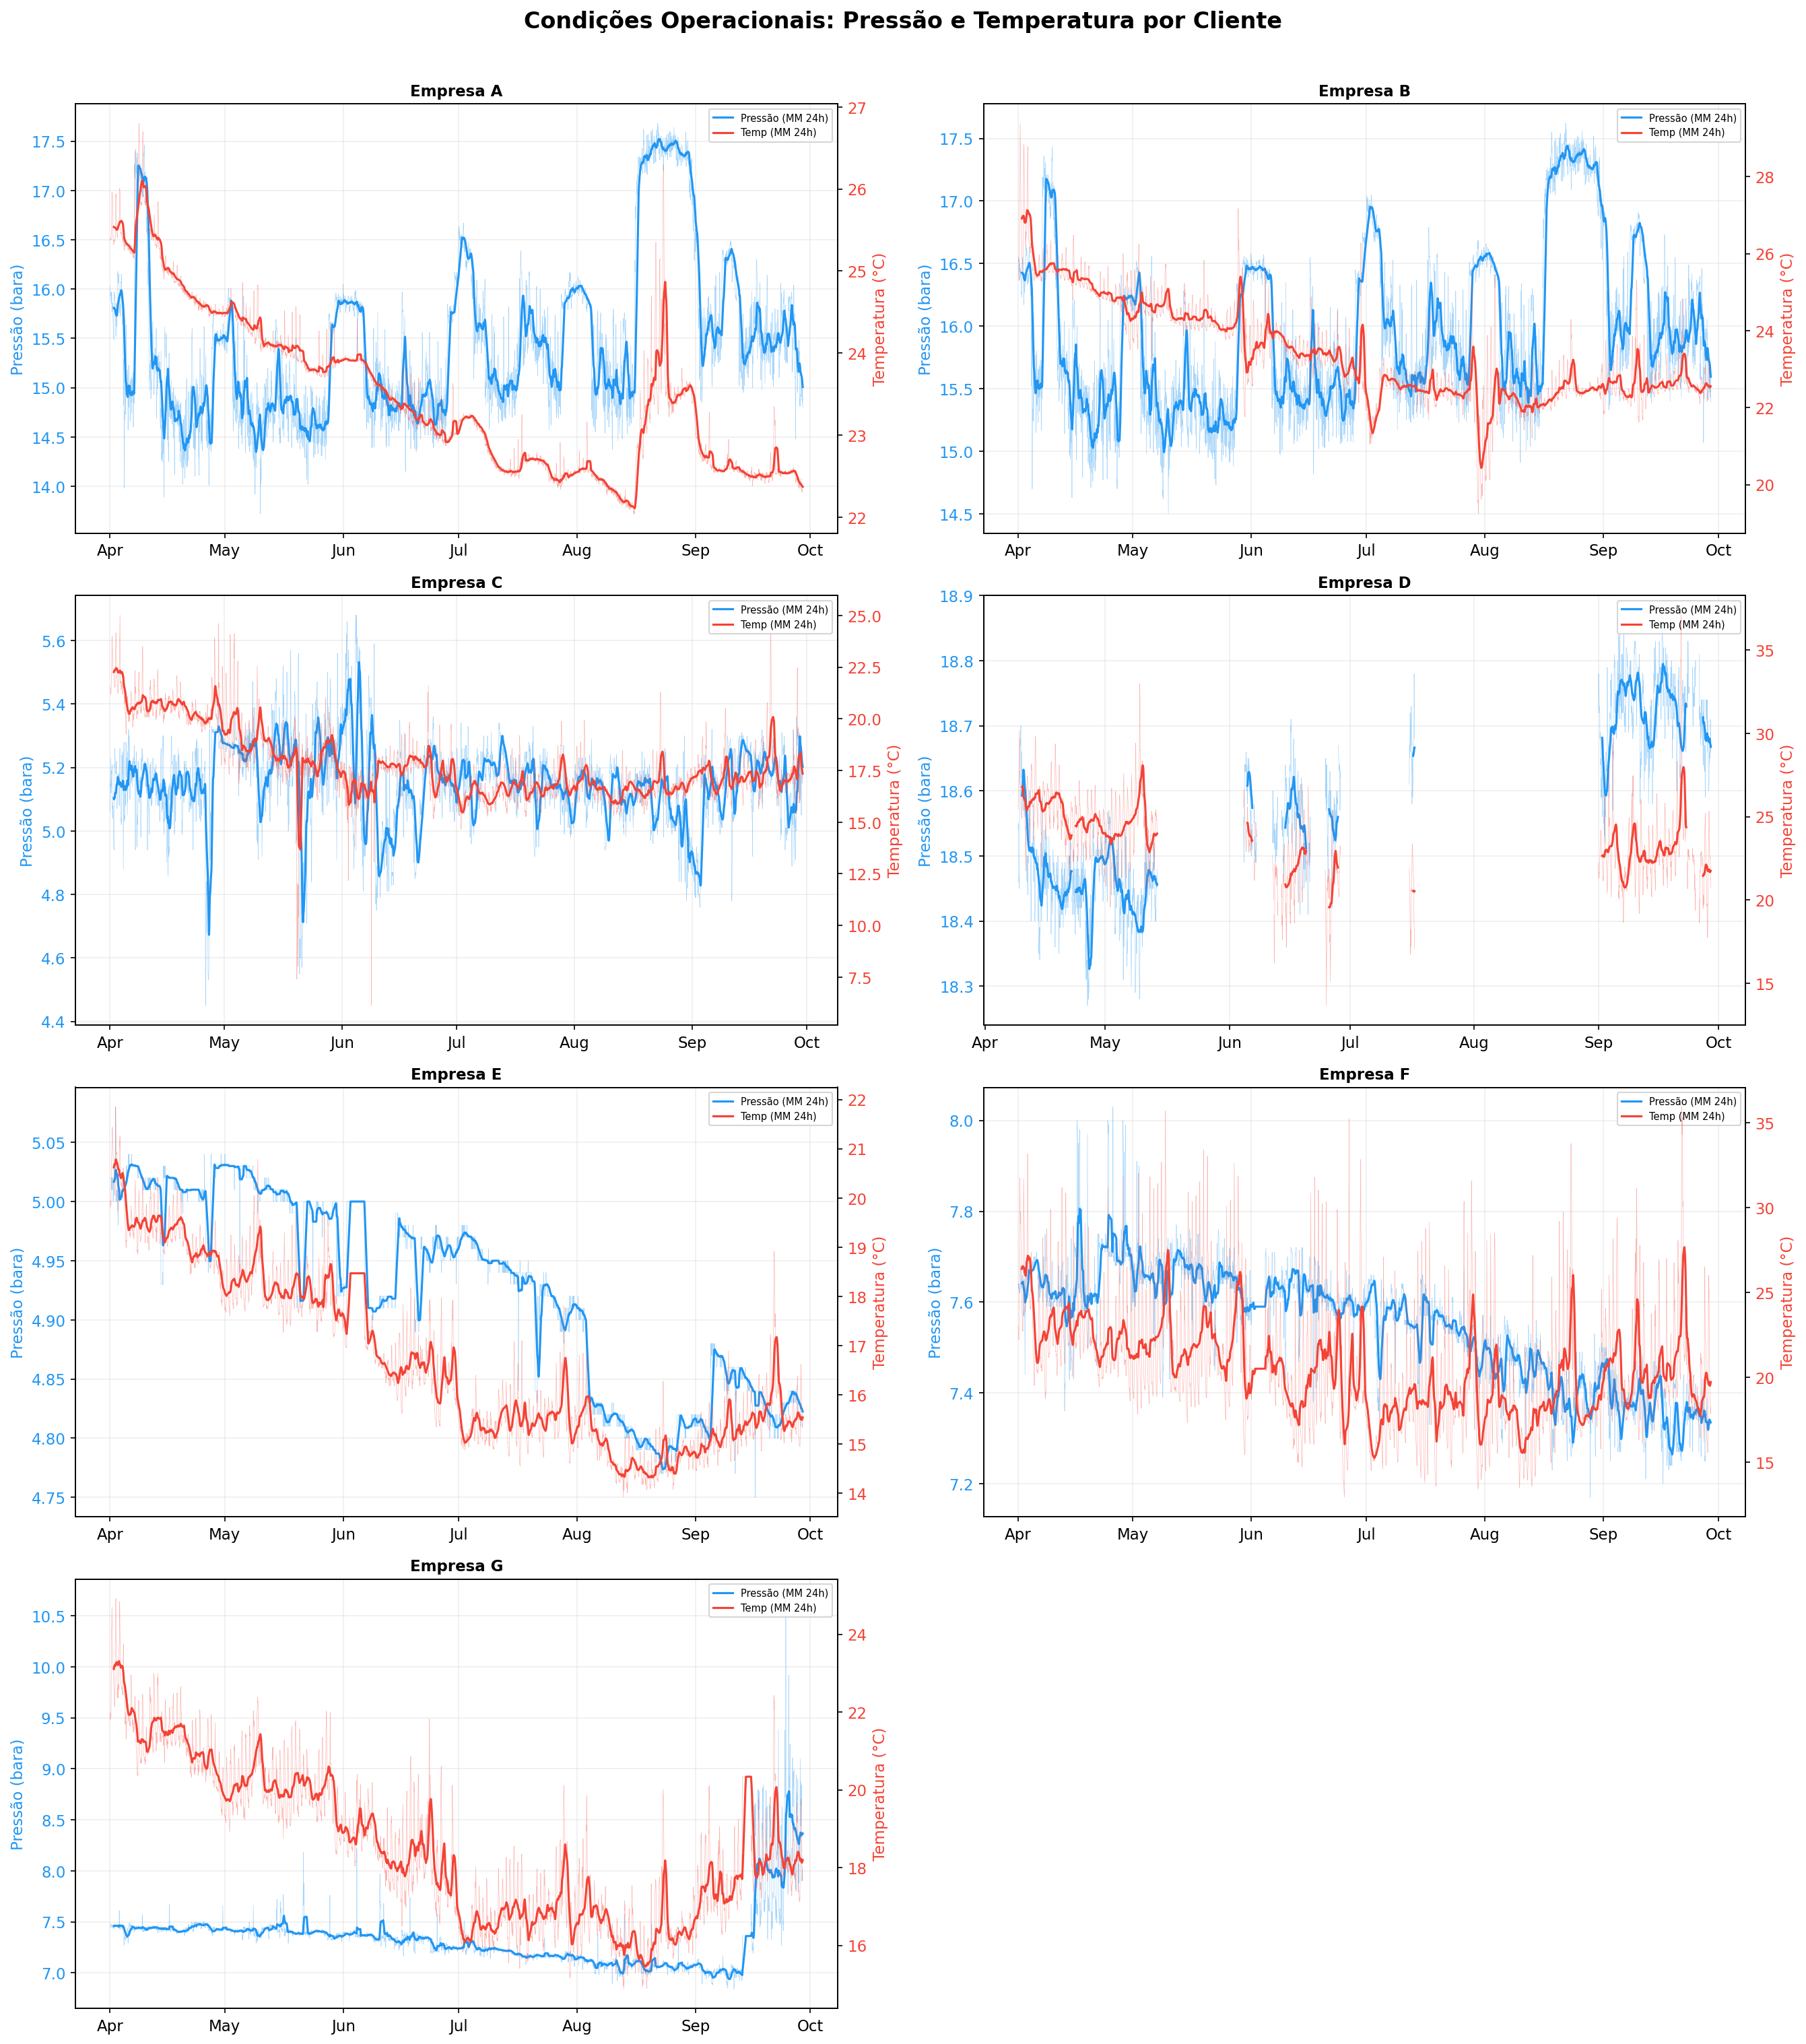 Condições Operacionais: Pressão e Temperatura por Cliente
Empresa A
Pressão (bara)
17.5
17.0
16.5
16.0
15.5
15.0
14.5
14.0
Pressão (MM 24h)
Temp (MM 24h)
27
26
25
24
23
22
Temperatura (°C)
Apr May Jun Jul Aug Sep Oct
Empresa B
Pressão (bara)
17.5
17.0
16.5
16.0
15.5
15.0
14.5
Pressão (MM 24h)
Temp (MM 24h)
28
26
24
22
20
Temperatura (°C)
Apr May Jun Jul Aug Sep Oct
Empresa C
Pressão (bara)
5.6
5.4
5.2
5.0
4.8
4.6
4.4
Pressão (MM 24h)
Temp (MM 24h)
25.0
22.5
20.0
17.5
15.0
12.5
10.0
7.5
Temperatura (°C)
Apr May Jun Jul Aug Sep Oct
Empresa D
Pressão (bara)
18.9
18.8
18.7
18.6
18.5
18.4
18.3
Pressão (MM 24h)
Temp (MM 24h)
35
30
25
20
15
Temperatura (°C)
Apr May Jun Jul Aug Sep Oct
Empresa E
Pressão (bara)
5.05
5.00
4.95
4.90
4.85
4.80
4.75
Pressão (MM 24h)
Temp (MM 24h)
22
21
20
19
18
17
16
15
14
Temperatura (°C)
Apr May Jun Jul Aug Sep Oct
Empresa F
Pressão (bara)
8.0
7.8
7.6
7.4
7.2
Pressão (MM 24h)
Temp (MM 24h)
35
30
25
20
15
Temperatura (°C)
Apr May Jun Jul Aug Sep Oct
Empresa G
Pressão (bara)
10.5
10.0
9.5
9.0
8.5
8.0
7.5
7.0
Pressão (MM 24h)
Temp (MM 24h)
24
22
20
18
16
Temperatura (°C)
Apr May Jun Jul Aug Sep Oct